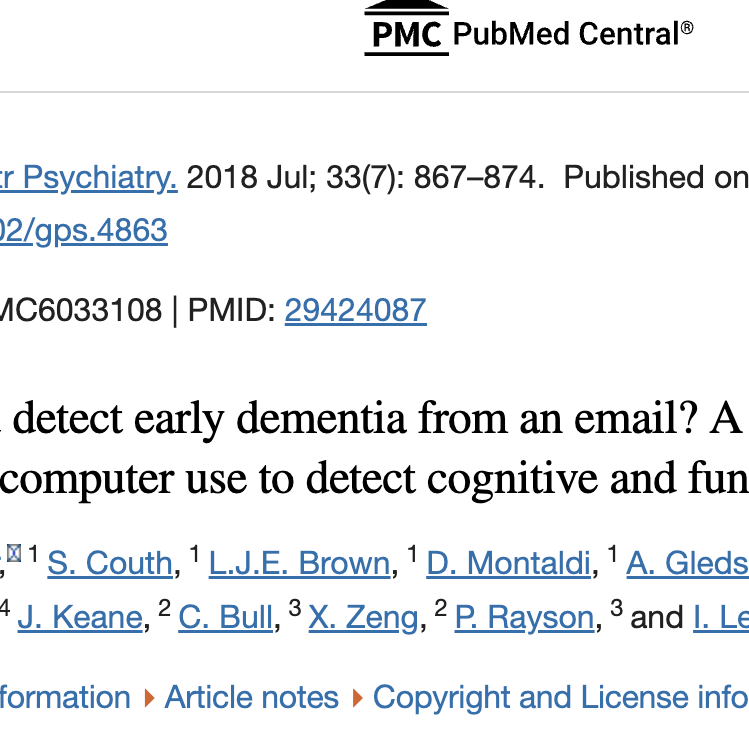 PMC PubMed Central®
Psychiatry. 2018 Jul; 33(7): 867–874. Published on
02/gps.4863
MC6033108 | PMID: 29424087
detect early dementia from an email? A
computer use to detect cognitive and fun
, 1 S. Couth, 1 L.J.E. Brown, 1 D. Montaldi, 1 A. Gleds
4 J. Keane, 2 C. Bull, 3 X. Zeng, 2 P. Rayson, 3 and I. Le
formation ▸ Article notes ▸ Copyright and License info